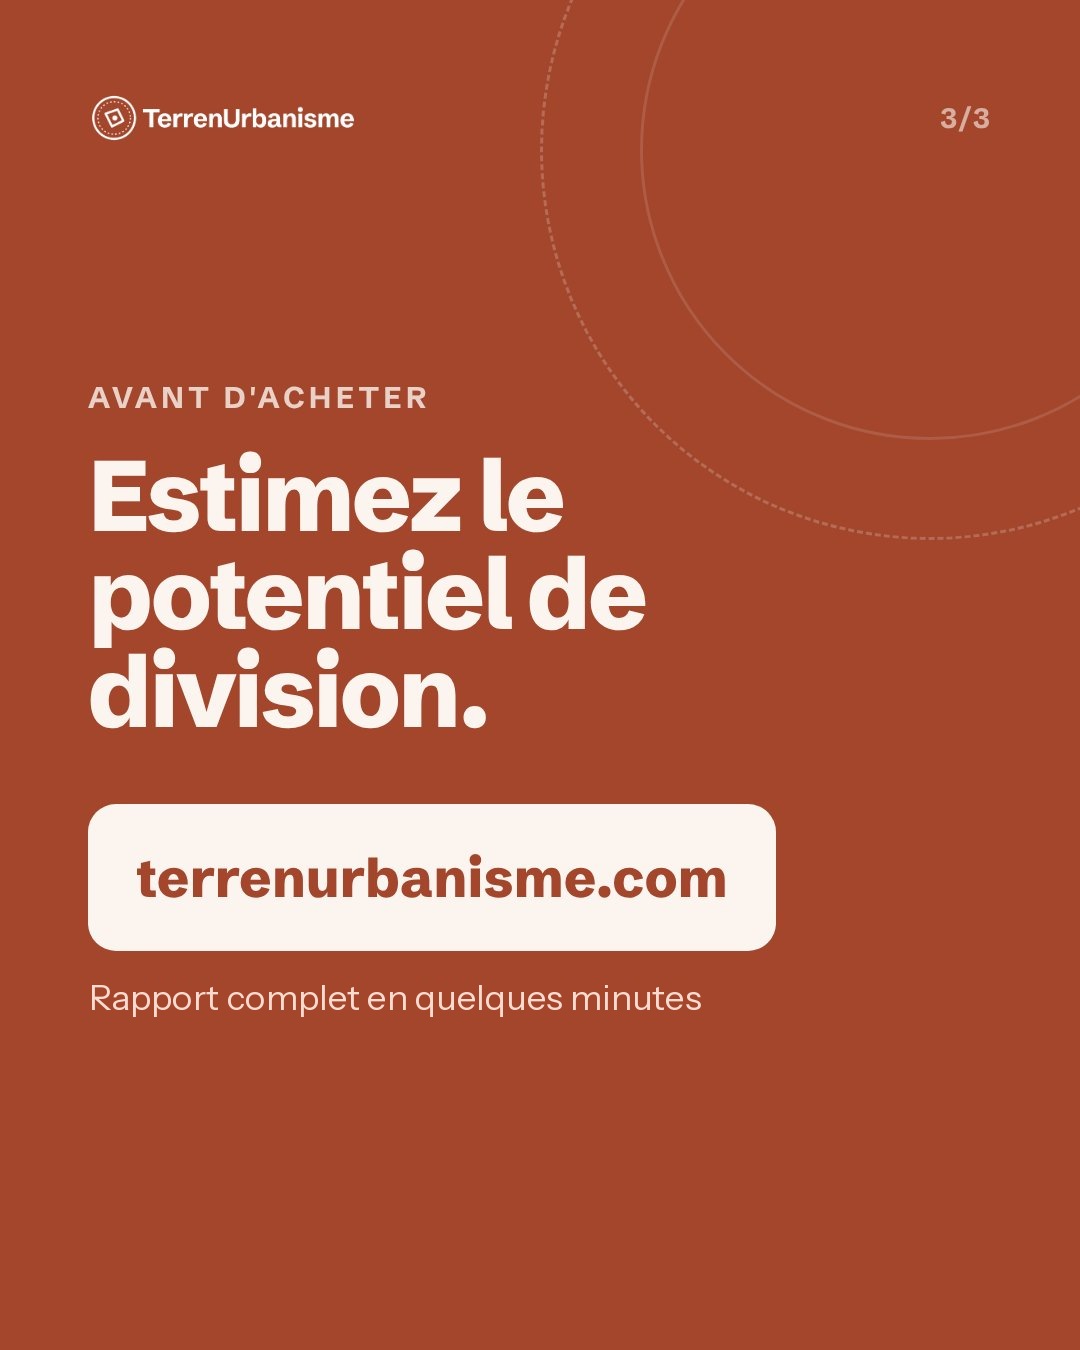 TerrenUrbanisme
3/3
AVANT D'ACHETER
Estimez le
potentiel de
division.
terrenurbanisme.com
Rapport complet en quelques minutes